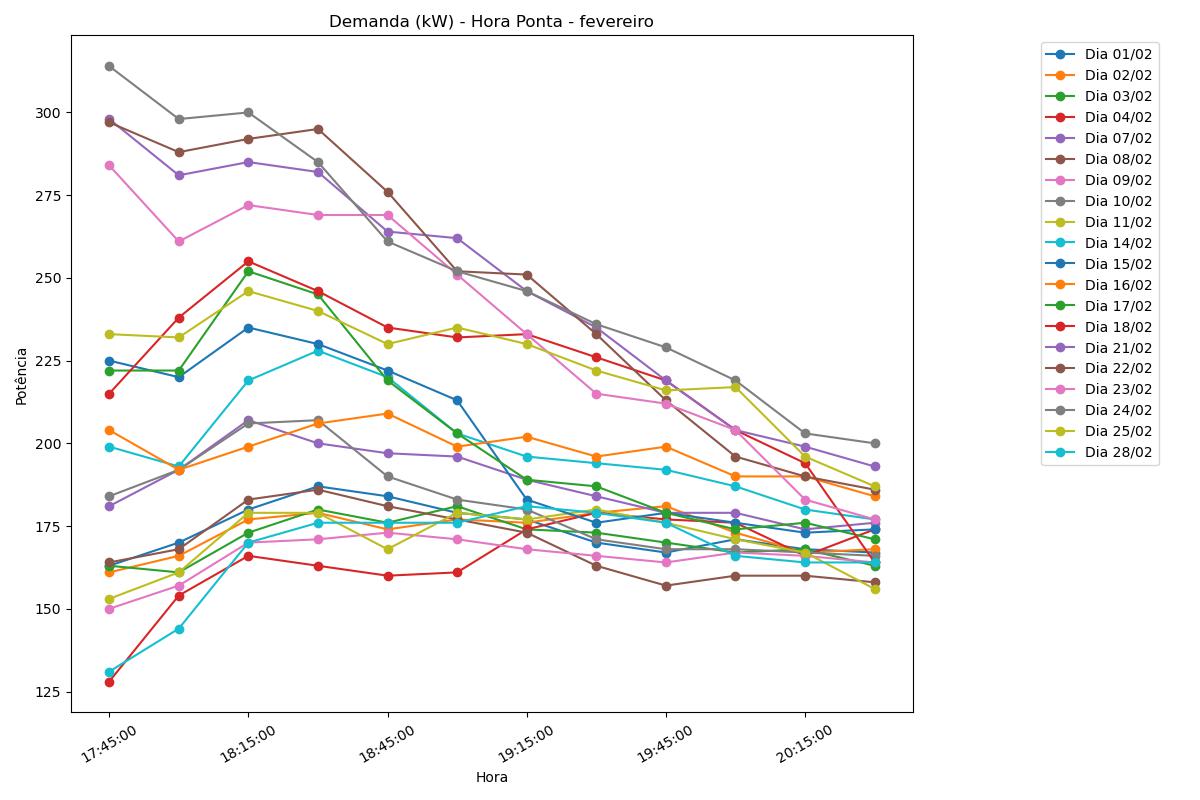 Demanda (kW) - Hora Ponta - fevereiro
300
275
250
225
200
175
150
125
Potência
17:45:00
18:15:00
18:45:00
19:15:00
19:45:00
20:15:00
Hora
Dia 01/02
Dia 02/02
Dia 03/02
Dia 04/02
Dia 07/02
Dia 08/02
Dia 09/02
Dia 10/02
Dia 11/02
Dia 14/02
Dia 15/02
Dia 16/02
Dia 17/02
Dia 18/02
Dia 21/02
Dia 22/02
Dia 23/02
Dia 24/02
Dia 25/02
Dia 28/02